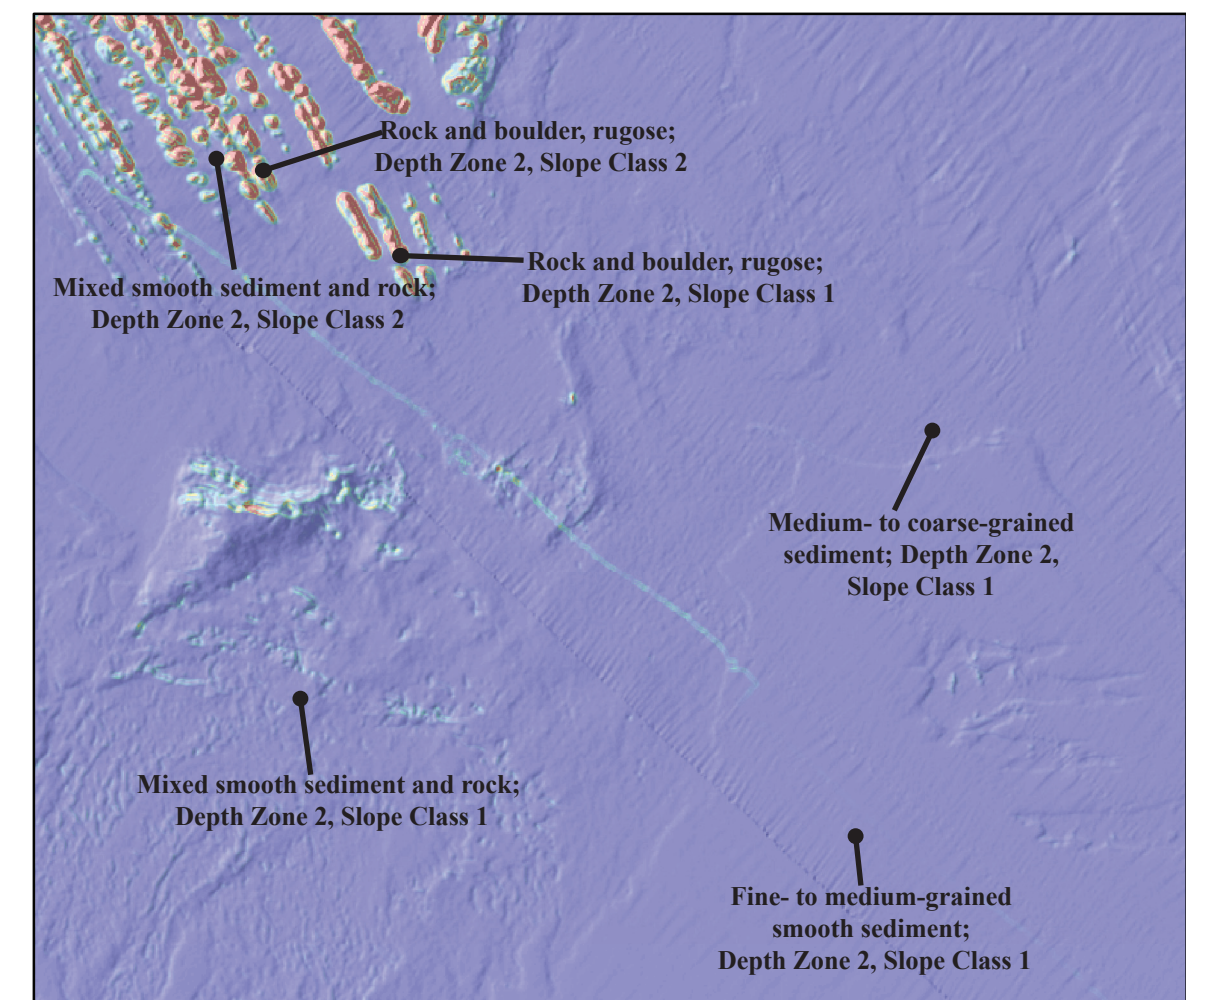 Rock and boulder, rugose;
Depth Zone 2, Slope Class 2
Rock and boulder, rugose;
Depth Zone 2, Slope Class 1
Mixed smooth sediment and rock;
Depth Zone 2, Slope Class 2
Medium- to coarse-grained
sediment; Depth Zone 2,
Slope Class 1
Mixed smooth sediment and rock;
Depth Zone 2, Slope Class 1
Fine- to medium-grained
smooth sediment;
Depth Zone 2, Slope Class 1